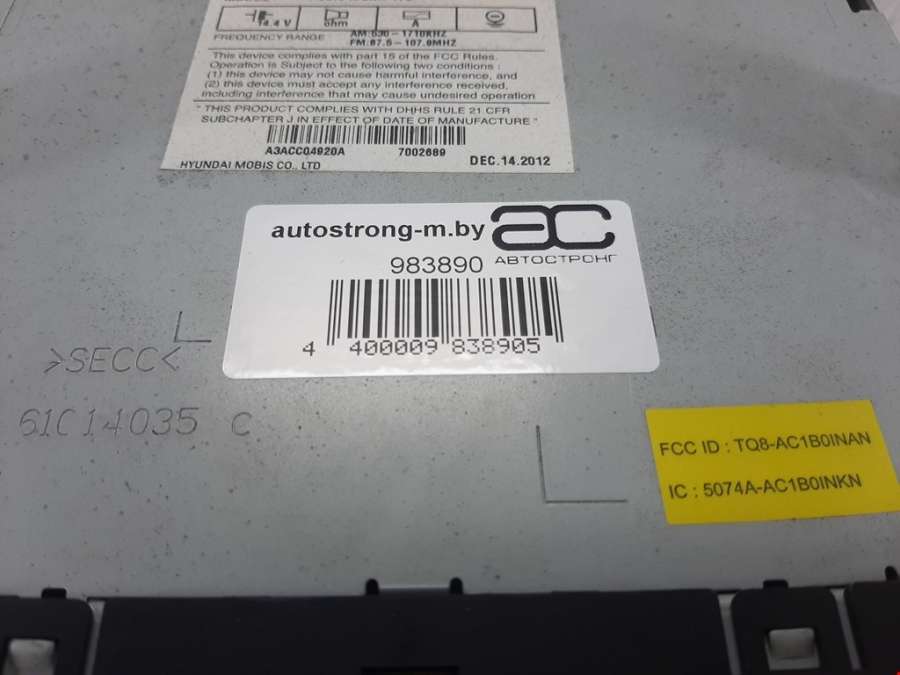 14.4 V ohm A
FREQUENCY RANGE AM:530-1710KHZ
FM:87.5-107.9MHZ
This device complies with part 15 of the FCC Rules.
Operation is Subject to the following two conditions :
(1) this device may not cause harmful interference, and
(2) this device must accept any interference received,
including interference that may cause undesired operation
" THIS PRODUCT COMPLIES WITH DHHS RULE 21 CFR
SUBCHAPTER J IN EFFECT OF DATE OF MANUFACTURE "
A3ACC04920A 7002689
HYUNDAI MOBIS CO., LTD DEC.14.2012
autostrong-m.by AC
983890 АВТОСТРОНГ
4 400009 838905
>SECC<
61C14035 C
FCC ID : TQ8-AC1B0INAN
IC : 5074A-AC1B0INKN